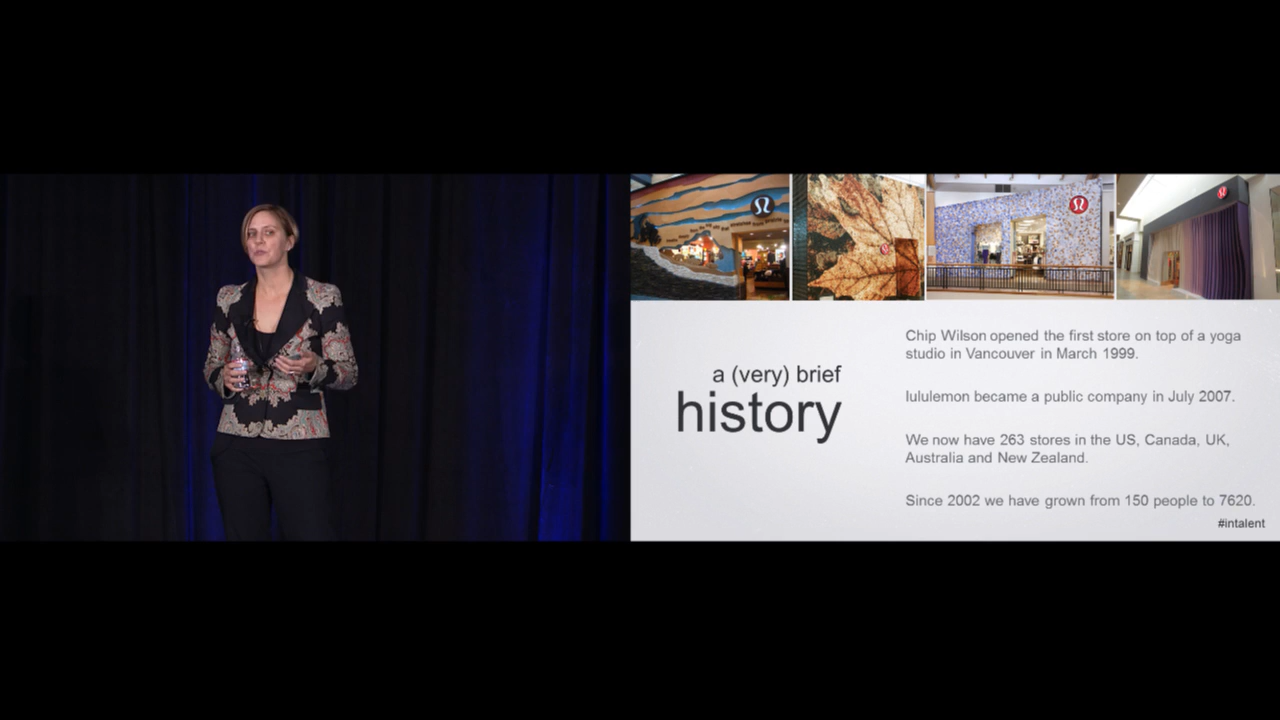 a (very) brief
history
Chip Wilson opened the first store on top of a yoga
studio in Vancouver in March 1999.
lululemon became a public company in July 2007.
We now have 263 stores in the US, Canada, UK,
Australia and New Zealand.
Since 2002 we have grown from 150 people to 7620.
#intalent